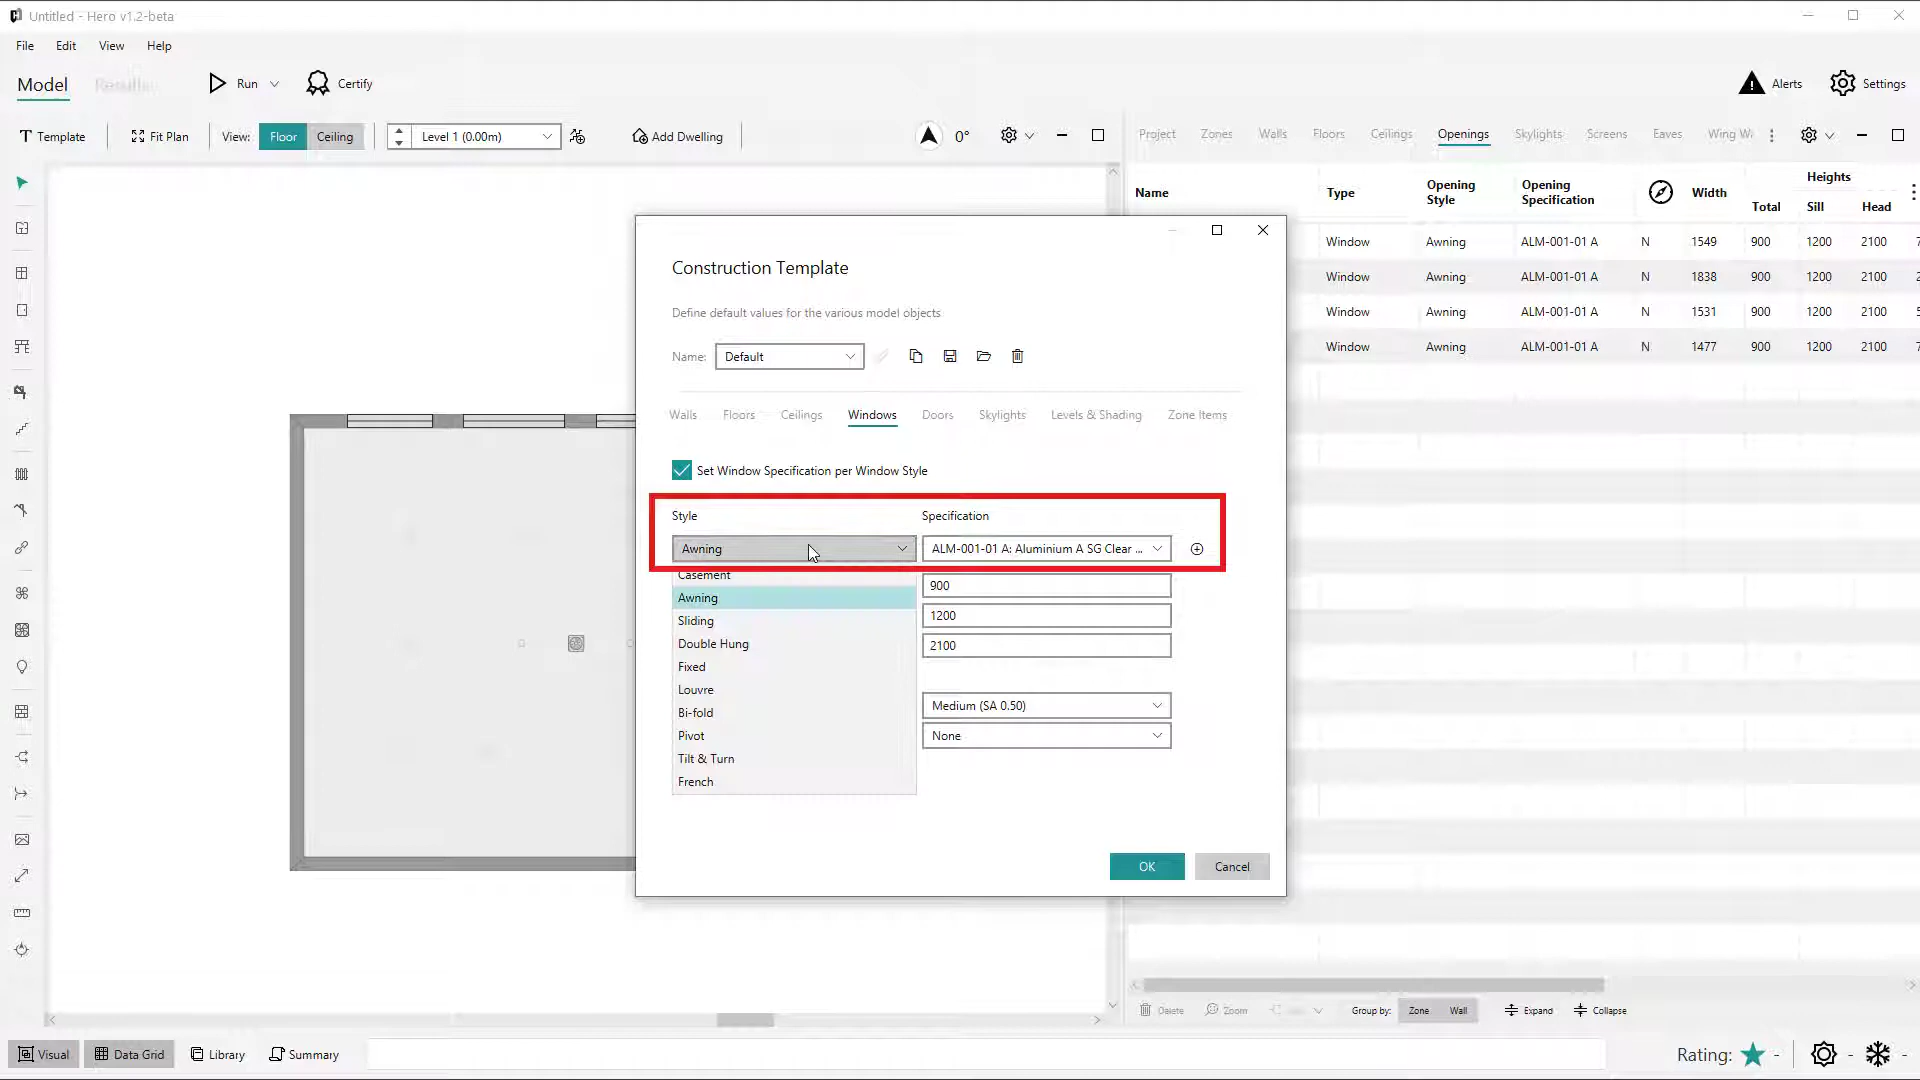 Untitled - Hero v1.2-beta
File Edit View Help
Model Results Run Certify Alerts Settings
Template Fit Plan View: Floor Ceiling Level 1 (0.00m) Add Dwelling 0°
Project Zones Walls Floors Ceilings Openings Skylights Screens Eaves Wing Wi
Name Type Opening Style Opening Specification Width Heights
Total Sill Head
Window Awning ALM-001-01 A N 1549 900 1200 2100
Window Awning ALM-001-01 A N 1838 900 1200 2100
Window Awning ALM-001-01 A N 1531 900 1200 2100
Window Awning ALM-001-01 A N 1477 900 1200 2100
Construction Template
Define default values for the various model objects
Name: Default
Walls Floors Ceilings Windows Doors Skylights Levels & Shading Zone Items
Set Window Specification per Window Style
Style Specification
Awning ALM-001-01 A: Aluminium A SG Clear ...
Casement
Awning
Sliding
Double Hung
Fixed
Louvre
Bi-fold
Pivot
Tilt & Turn
French
900
1200
2100
Medium (SA 0.50)
None
OK Cancel
Delete Zoom Group by: Zone Wall Expand Collapse
Visual Data Grid Library Summary Rating: - - -